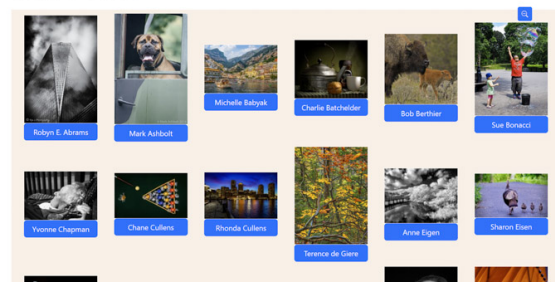 Robyn E. Abrams
Mark Ashbolt
Michelle Babyak
Charlie Batchelder
Bob Berthier
Sue Bonacci
Yvonne Chapman
Chane Cullens
Rhonda Cullens
Terence de Giere
Anne Eigen
Sharon Eisen